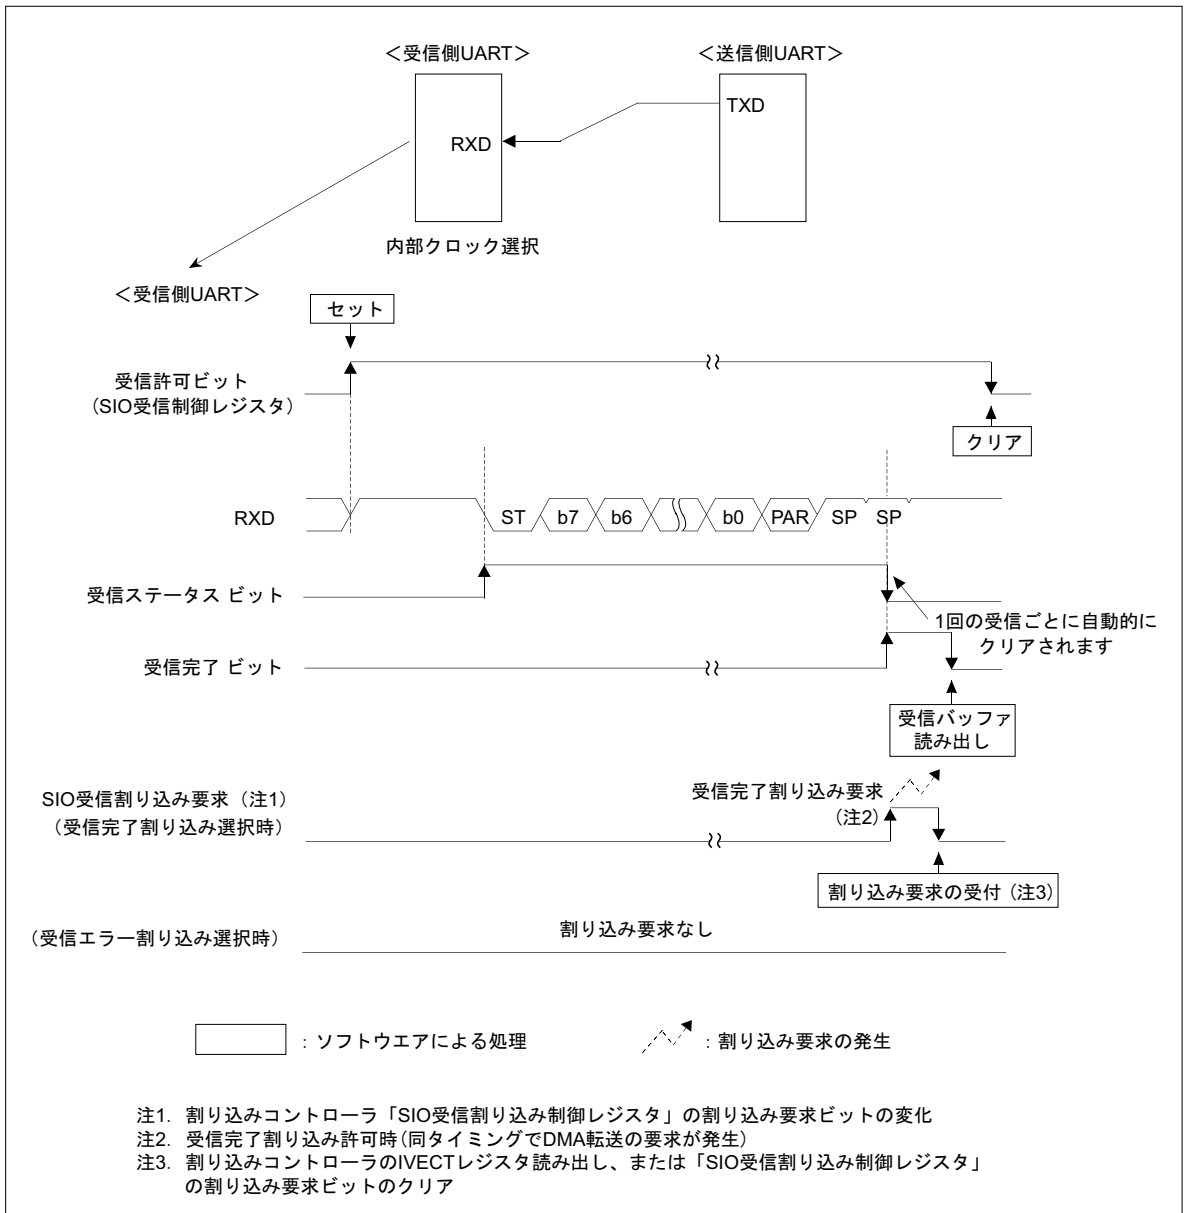 ＜受信側UART＞
＜送信側UART＞
TXD
RXD
内部クロック選択
＜受信側UART＞
セット
受信許可ビット
(SIO受信制御レジスタ)
クリア
RXD
ST
b7
b6
b0
PAR
SP
SP
受信ステータス ビット
1回の受信ごとに自動的に
クリアされます
受信完了 ビット
受信バッファ
読み出し
SIO受信割り込み要求（注1）
（受信完了割り込み選択時）
受信完了割り込み要求
（注2）
割り込み要求の受付（注3）
（受信エラー割り込み選択時）
割り込み要求なし
：ソフトウエアによる処理
：割り込み要求の発生
注1. 割り込みコントローラ「SIO受信割り込み制御レジスタ」の割り込み要求ビットの変化
注2. 受信完了割り込み許可時(同タイミングでDMA転送の要求が発生)
注3. 割り込みコントローラのIVECTレジスタ読み出し、または「SIO受信割り込み制御レジスタ」
の割り込み要求ビットのクリア